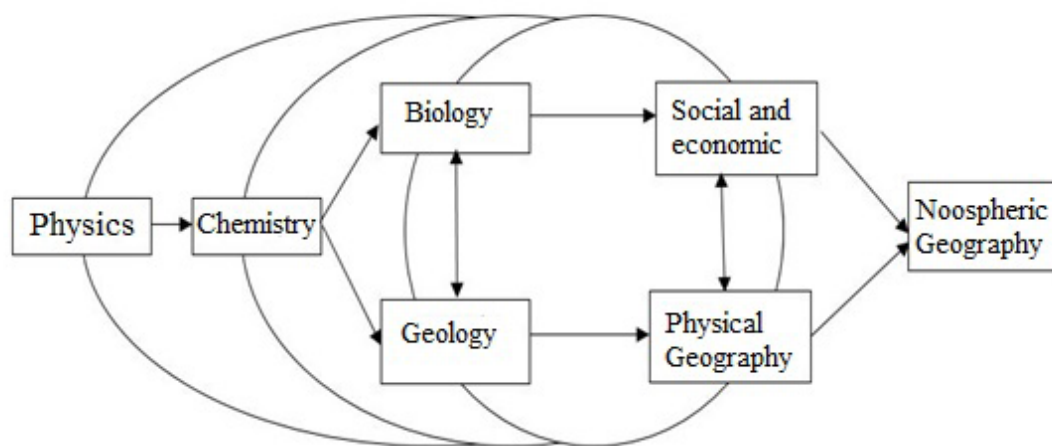 Physics
Chemistry
Biology
Geology
Social and
economic
Physical
Geography
Noospheric
Geography